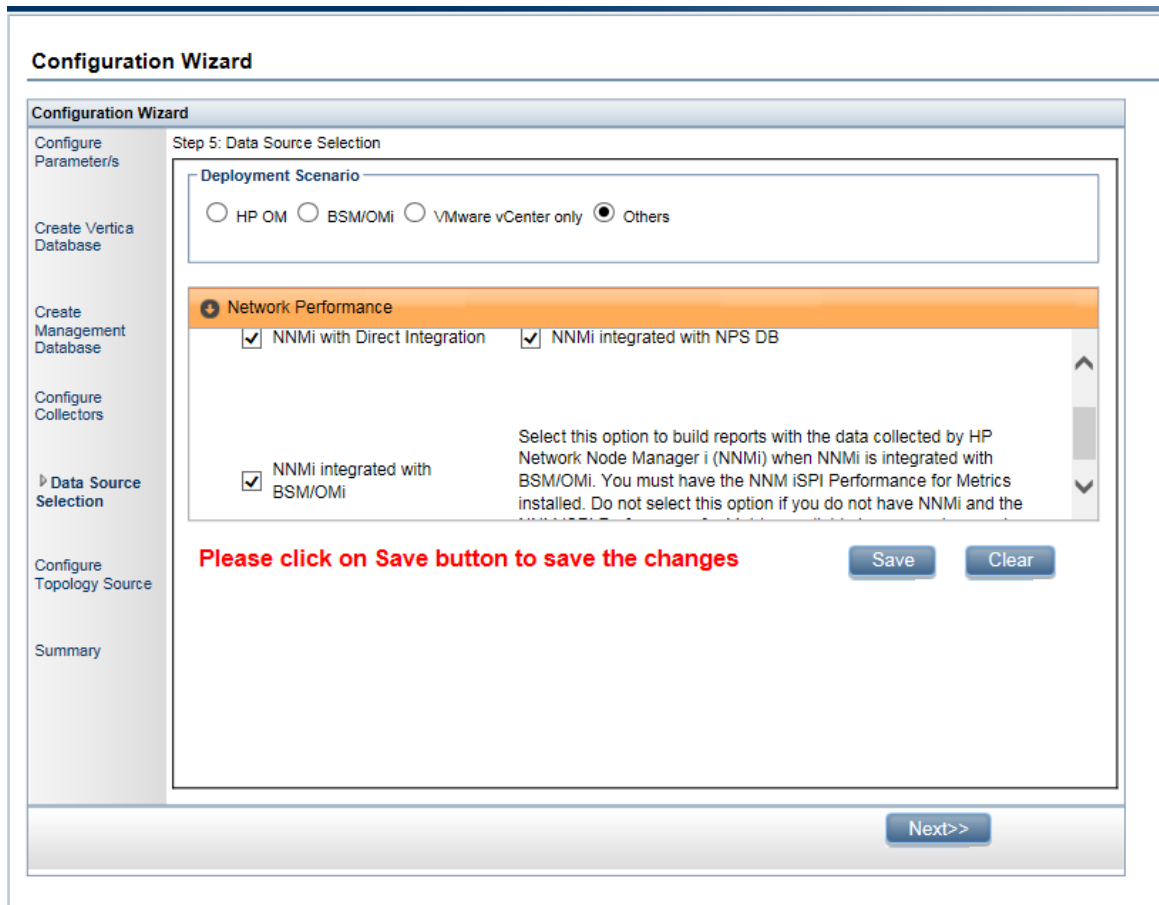 Configuration Wizard
Configuration Wizard
Configure
Parameter/s
Create Vertica
Database
Create
Management
Database
Configure
Collectors
Data Source
Selection
Configure
Topology Source
Summary
Step 5: Data Source Selection
Deployment Scenario
HP OM BSM/OMi VMware vCenter only Others
Network Performance
NNMi with Direct Integration NNMi integrated with NPS DB
NNMi integrated with
BSM/OMi
Select this option to build reports with the data collected by HP
Network Node Manager i (NNMi) when NNMi is integrated with
BSM/OMi. You must have the NNM iSPI Performance for Metrics
installed. Do not select this option if you do not have NNMi and the
Please click on Save button to save the changes
Save Clear
Next>>